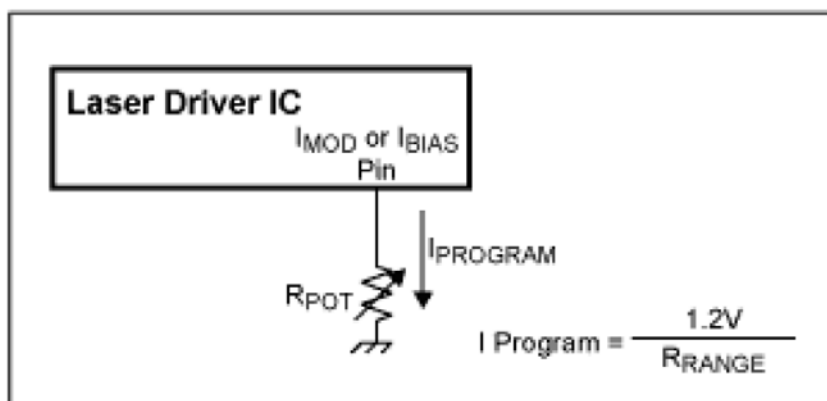 Laser Driver IC
IMOD or IBIAS
Pin
IPROGRAM
RPOT
I Program = 1.2V
RRANGE